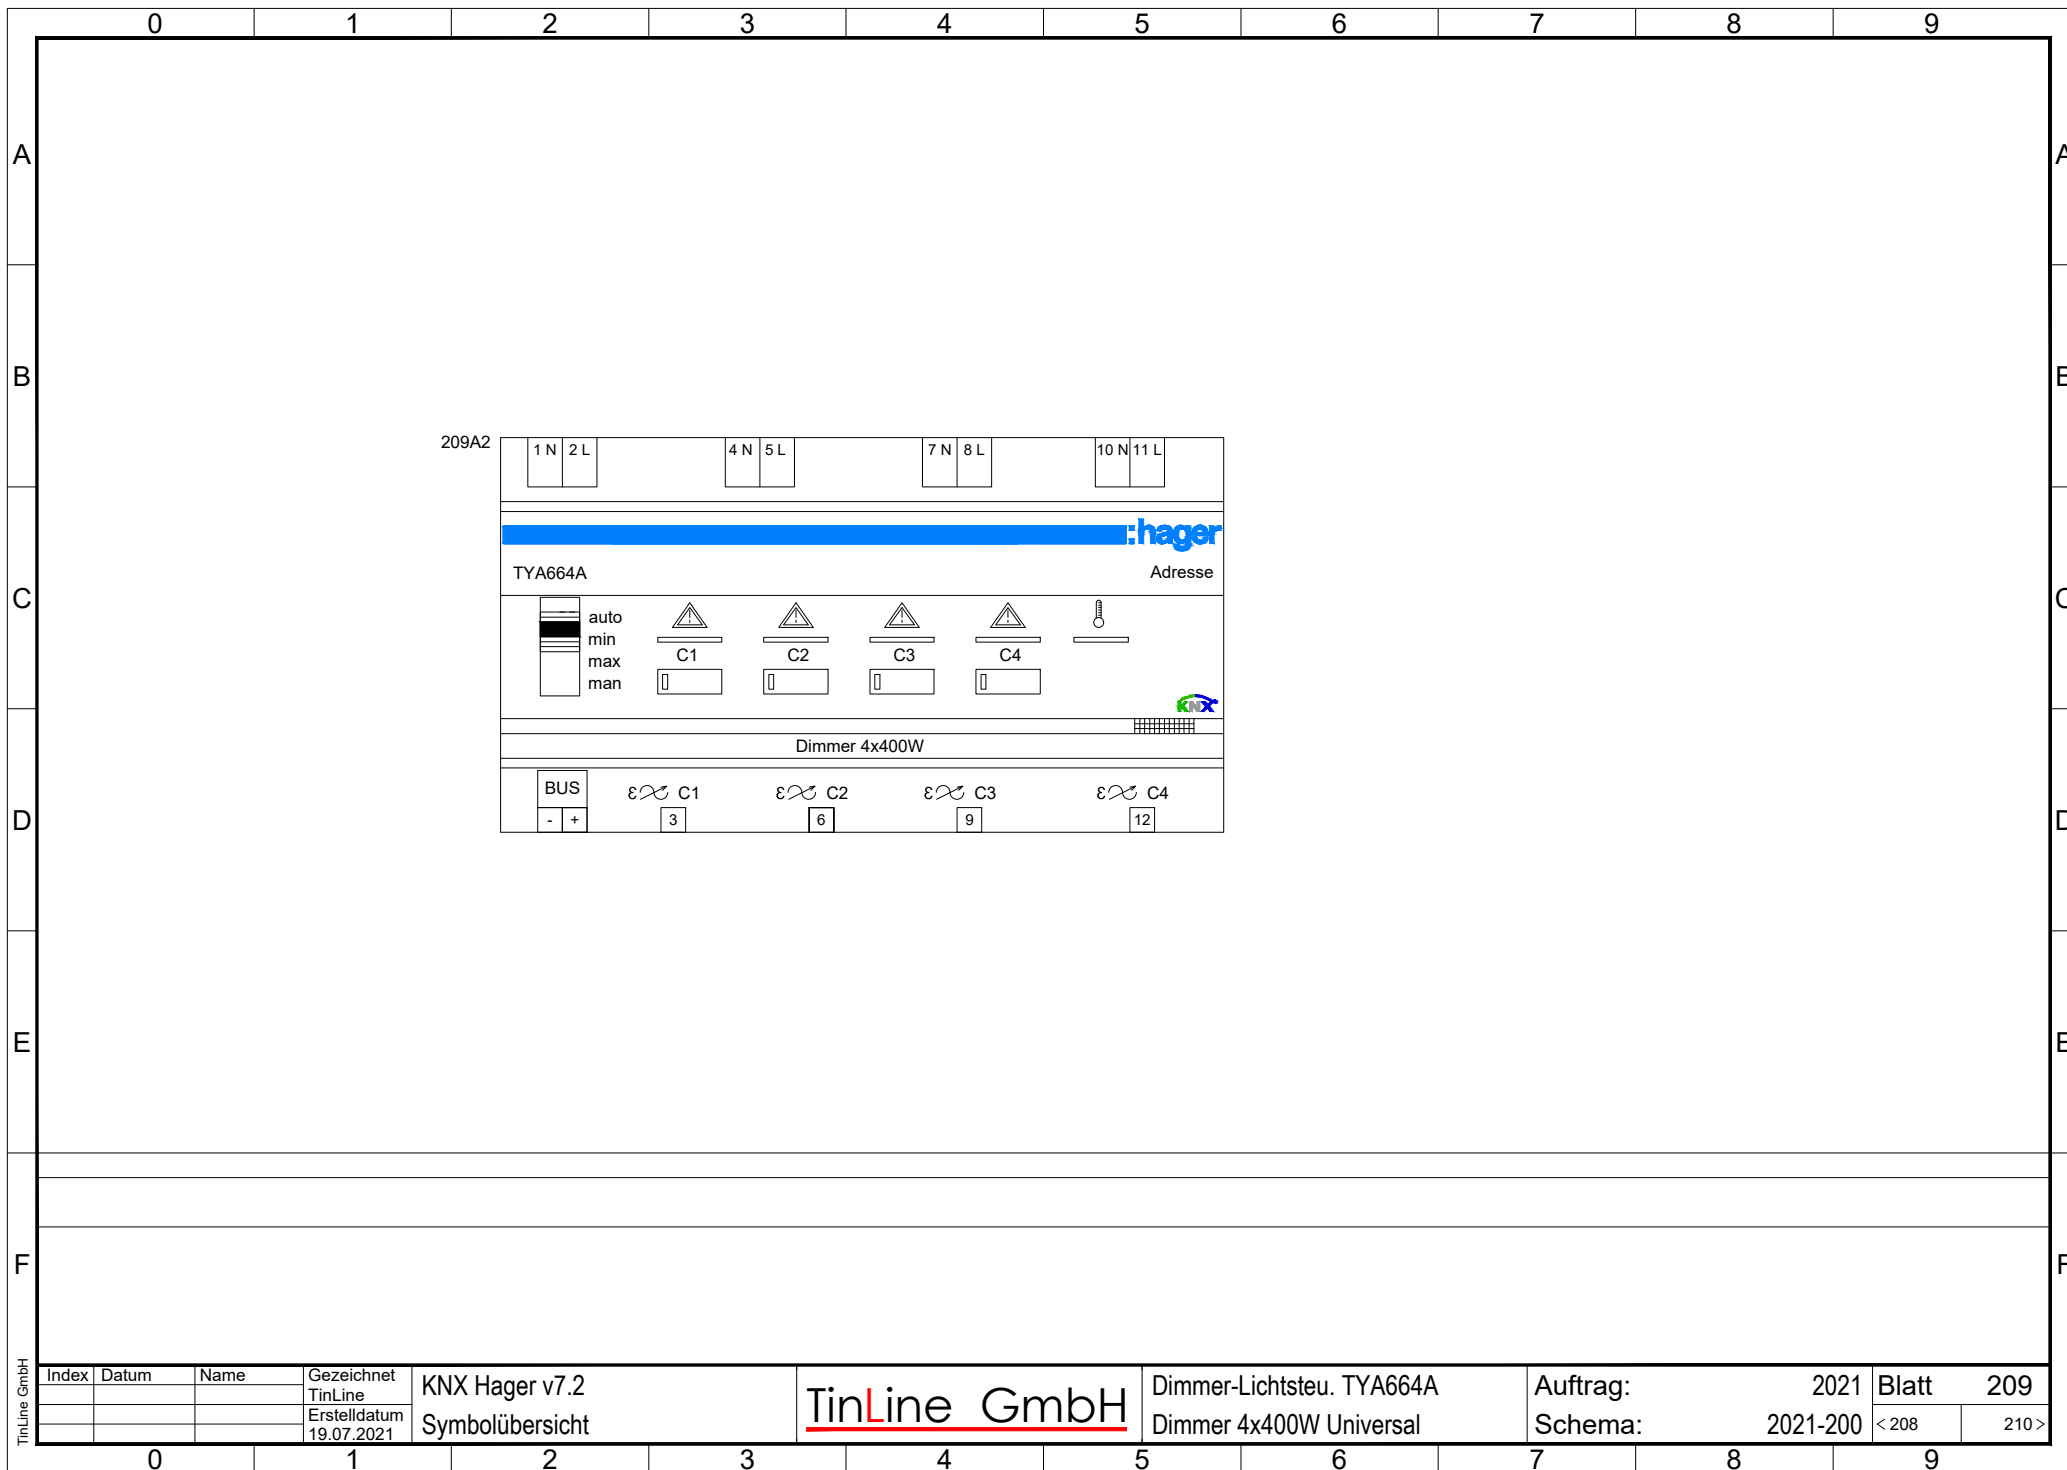 0 1 2 3 4 5 6 7 8 9
A A
B B
209A2 1 N 2 L 4 N 5 L 7 N 8 L 10 N 11 L
:hager
TYA664A Adresse
C C
auto
min
max
man
C1 C2 C3 C4
KNX
Dimmer 4x400W
BUS ε C1 ε C2 ε C3 ε C4
- + 3 6 9 12
D D
E E
F F
TinLine GmbH
Index Datum Name
Gezeichnet
TinLine
Erstelldatum
19.07.2021
KNX Hager v7.2
Symbolübersicht
TinLine GmbH
Dimmer-Lichtsteu. TYA664A
Dimmer 4x400W Universal
Auftrag: 2021
Schema: 2021-200
Blatt 209
< 208 210 >
0 1 2 3 4 5 6 7 8 9